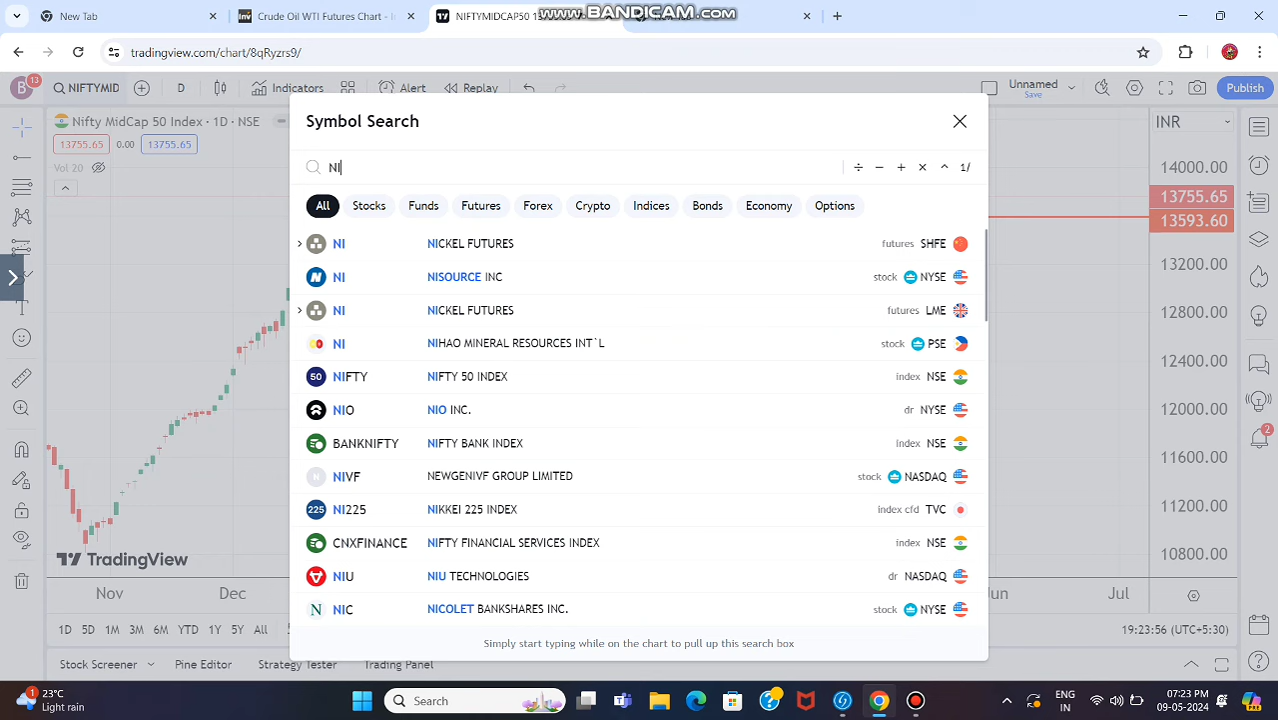 New Tab
Crude Oil WTI Futures Chart -
NIFTYMIDCAP50 13
www.BANDICAM.com
tradingview.com/chart/8qRyzrs9/
B 13
NIFTYMID
D
Indicators
Alert
Replay
Unnamed
Save
Publish
Nifty MidCap 50 Index · 1D · NSE
13755.65 0.00 13755.65
Vol 20
INR
14000.00
13755.65
13593.60
13200.00
12800.00
12400.00
12000.00
11600.00
11200.00
10800.00
Symbol Search
NI
1/
All Stocks Funds Futures Forex Crypto Indices Bonds Economy Options
NI NICKEL FUTURES futures SHFE
NI NISOURCE INC stock NYSE
NI NICKEL FUTURES futures LME
NI NIHAO MINERAL RESOURCES INT`L stock PSE
50 NIFTY NIFTY 50 INDEX index NSE
NIO NIO INC. dr NYSE
BANKNIFTY NIFTY BANK INDEX index NSE
N NIVF NEWGENIVF GROUP LIMITED stock NASDAQ
225 NI225 NIKKEI 225 INDEX index cfd TVC
CNXFINANCE NIFTY FINANCIAL SERVICES INDEX index NSE
NIU NIU TECHNOLOGIES dr NASDAQ
N NIC NICOLET BANKSHARES INC. stock NYSE
Simply start typing while on the chart to pull up this search box
TradingView
Nov Dec Jun Jul
1D 5D 1M 3M 6M YTD 1Y 5Y All
19:23:56 (UTC+5:30)
2
Stock Screener Pine Editor Strategy Tester Trading Panel
1
23°C
Light rain
Search
ENG
IN
07:23 PM
09-05-2024